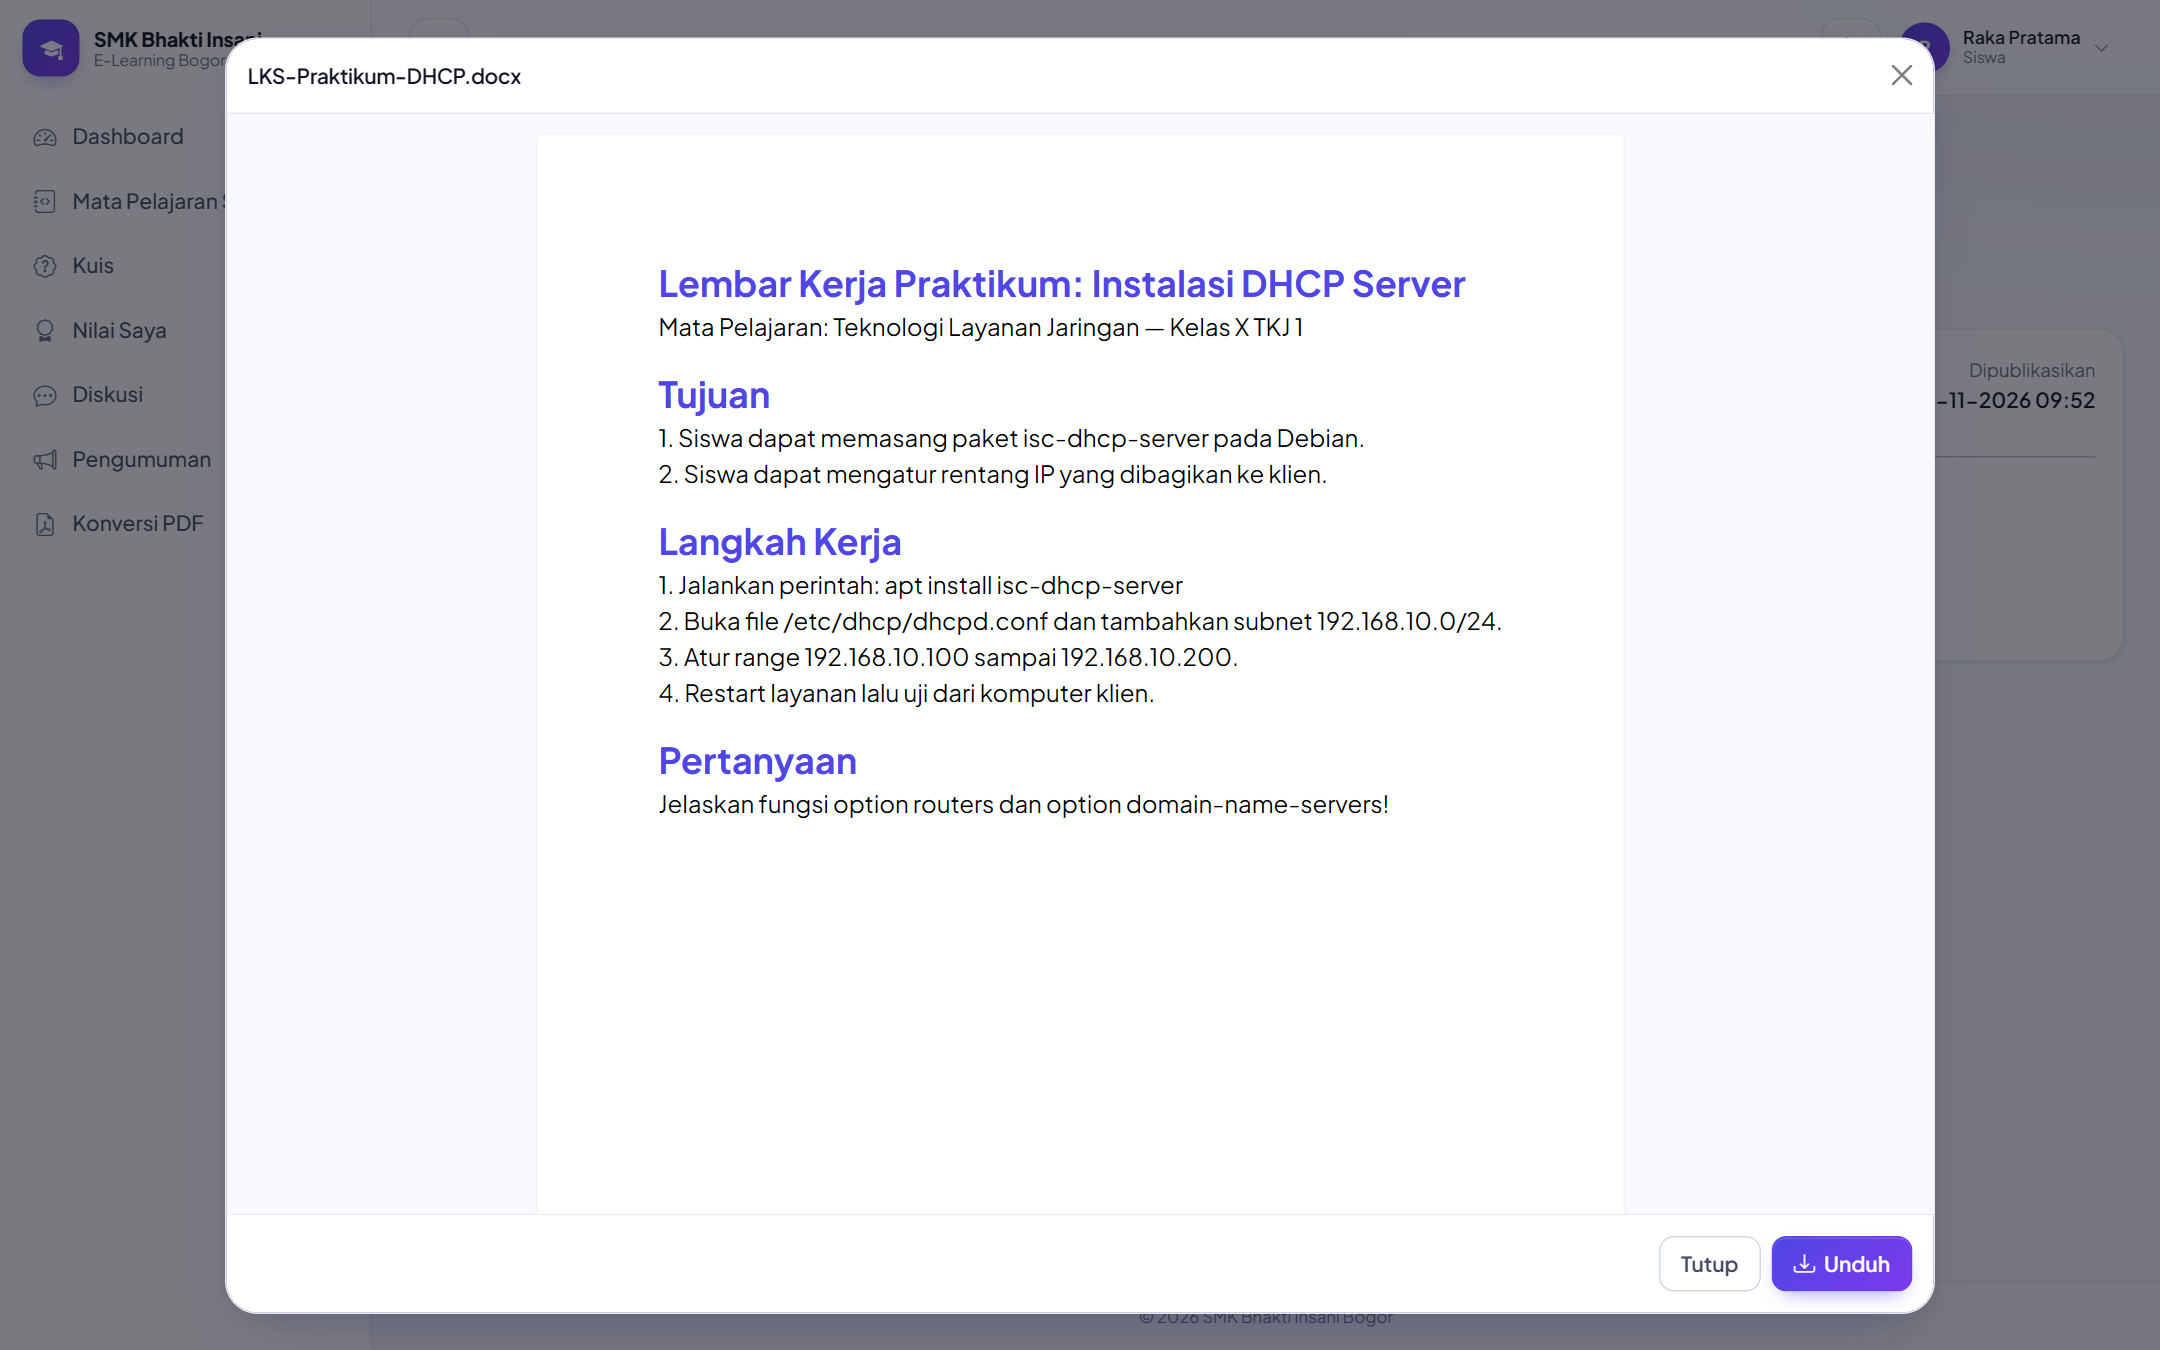 SMK Bhakti Insani
E-Learning Bogor
Dashboard
Mata Pelajaran
Kuis
Nilai Saya
Diskusi
Pengumuman
Konversi PDF
Raka Pratama
Siswa
LKS-Praktikum-DHCP.docx
Lembar Kerja Praktikum: Instalasi DHCP Server
Mata Pelajaran: Teknologi Layanan Jaringan — Kelas X TKJ 1
Tujuan
1. Siswa dapat memasang paket isc-dhcp-server pada Debian.
2. Siswa dapat mengatur rentang IP yang dibagikan ke klien.
Langkah Kerja
1. Jalankan perintah: apt install isc-dhcp-server
2. Buka file /etc/dhcp/dhcpd.conf dan tambahkan subnet 192.168.10.0/24.
3. Atur range 192.168.10.100 sampai 192.168.10.200.
4. Restart layanan lalu uji dari komputer klien.
Pertanyaan
Jelaskan fungsi option routers dan option domain-name-servers!
Dipublikasikan
-11-2026 09:52
Tutup
Unduh
© 2026 SMK Bhakti Insani Bogor